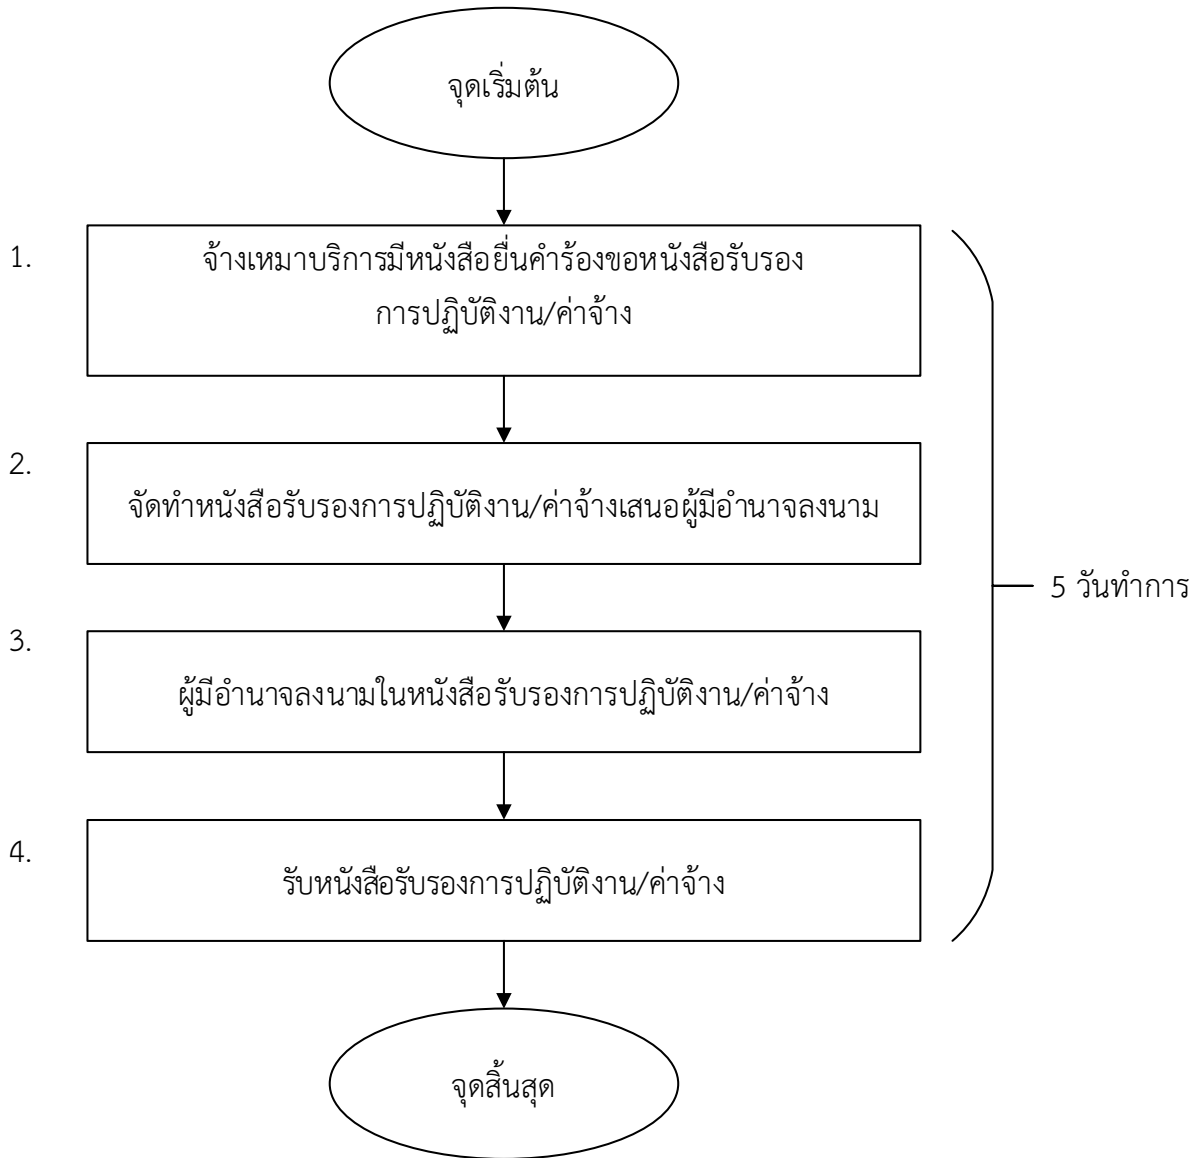 จุดเริ่มต้น
1.
จ้างเหมาบริการมีหนังสือยื่นคำร้องขอหนังสือรับรอง
การปฏิบัติงาน/ค่าจ้าง
2.
จัดทำหนังสือรับรองการปฏิบัติงาน/ค่าจ้างเสนอผู้มีอำนาจลงนาม
5 วันทำการ
3.
ผู้มีอำนาจลงนามในหนังสือรับรองการปฏิบัติงาน/ค่าจ้าง
4.
รับหนังสือรับรองการปฏิบัติงาน/ค่าจ้าง
จุดสิ้นสุด